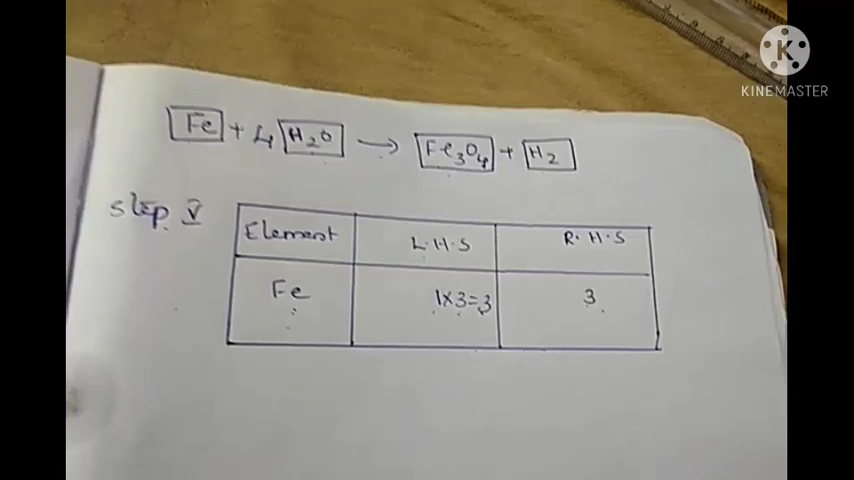 K
KINEMASTER
Fe + 4 H₂O → Fe₃O₄ + H₂
Step V
Element L.H.S R.H.S
Fe 1×3=3 3